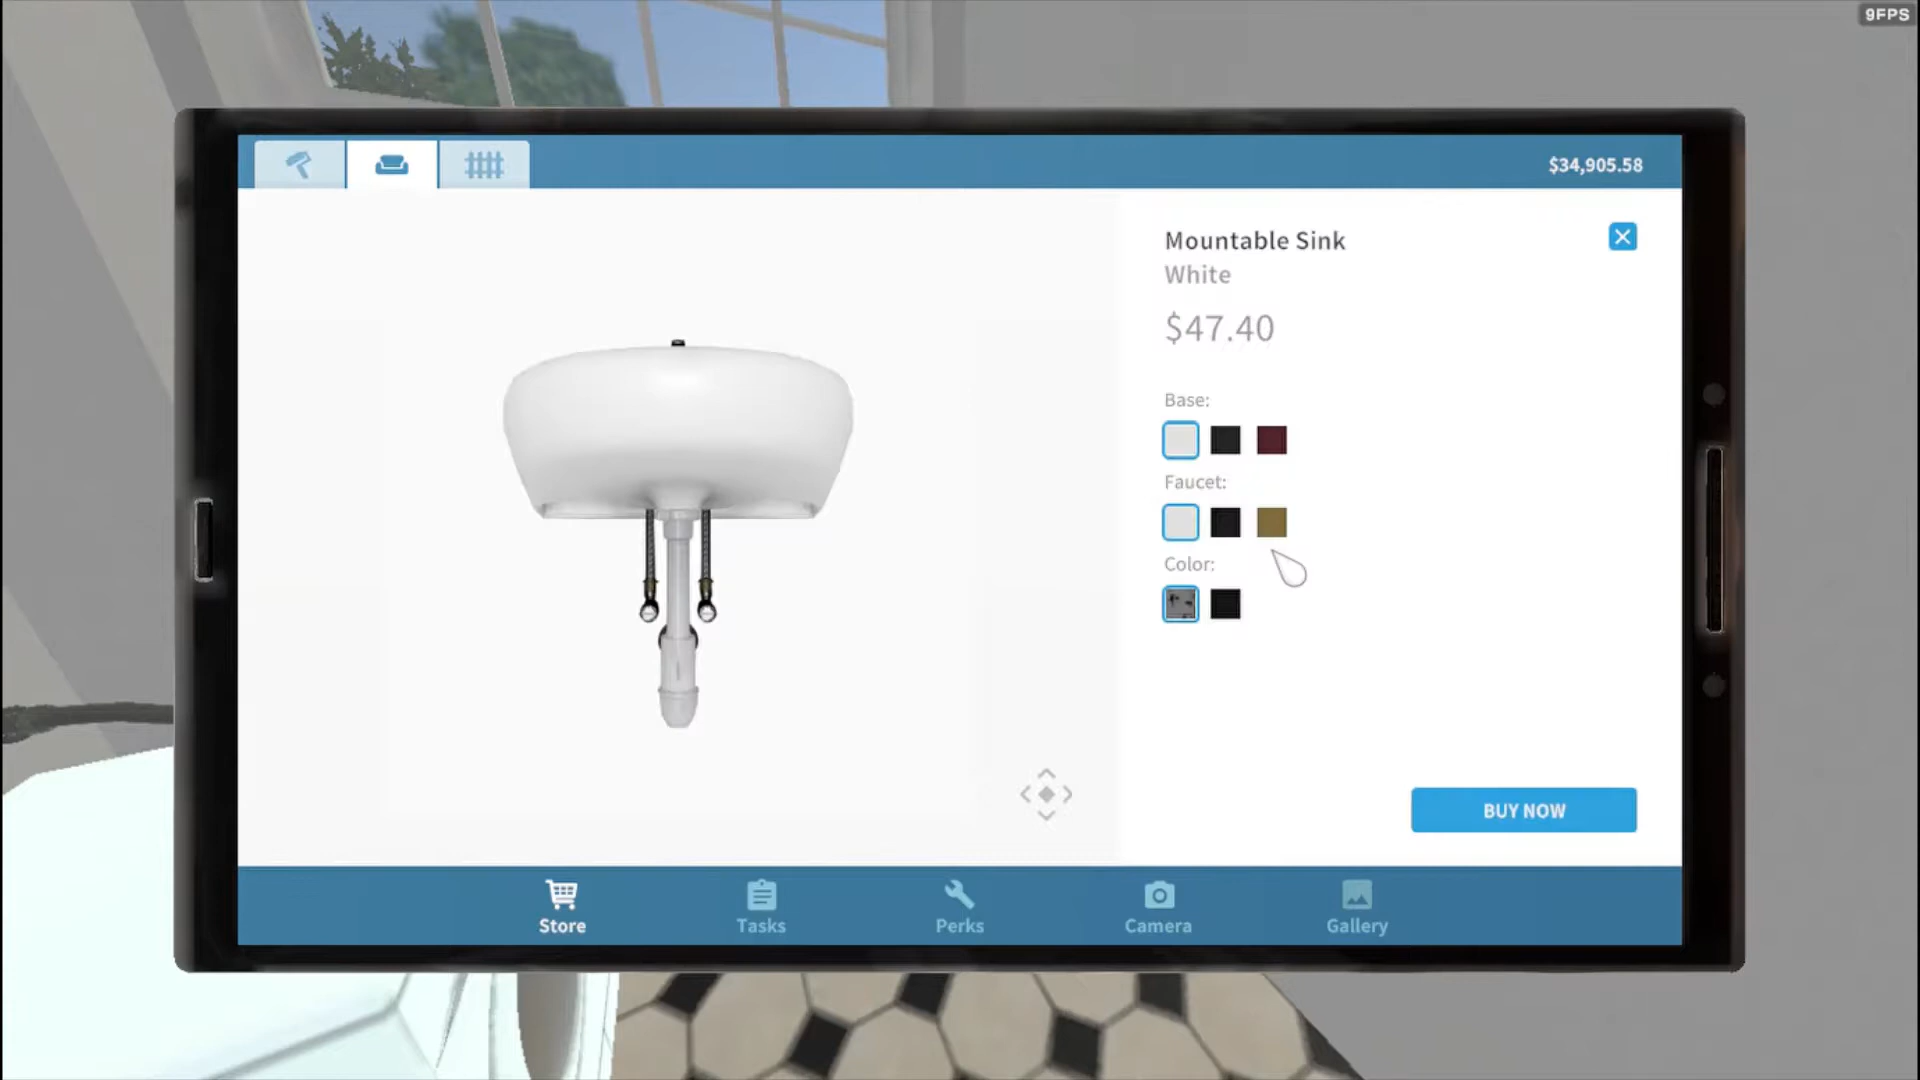 9FPS
$34,905.58
Mountable Sink
White
$47.40
Base:
Faucet:
Color:
BUY NOW
Store
Tasks
Perks
Camera
Gallery